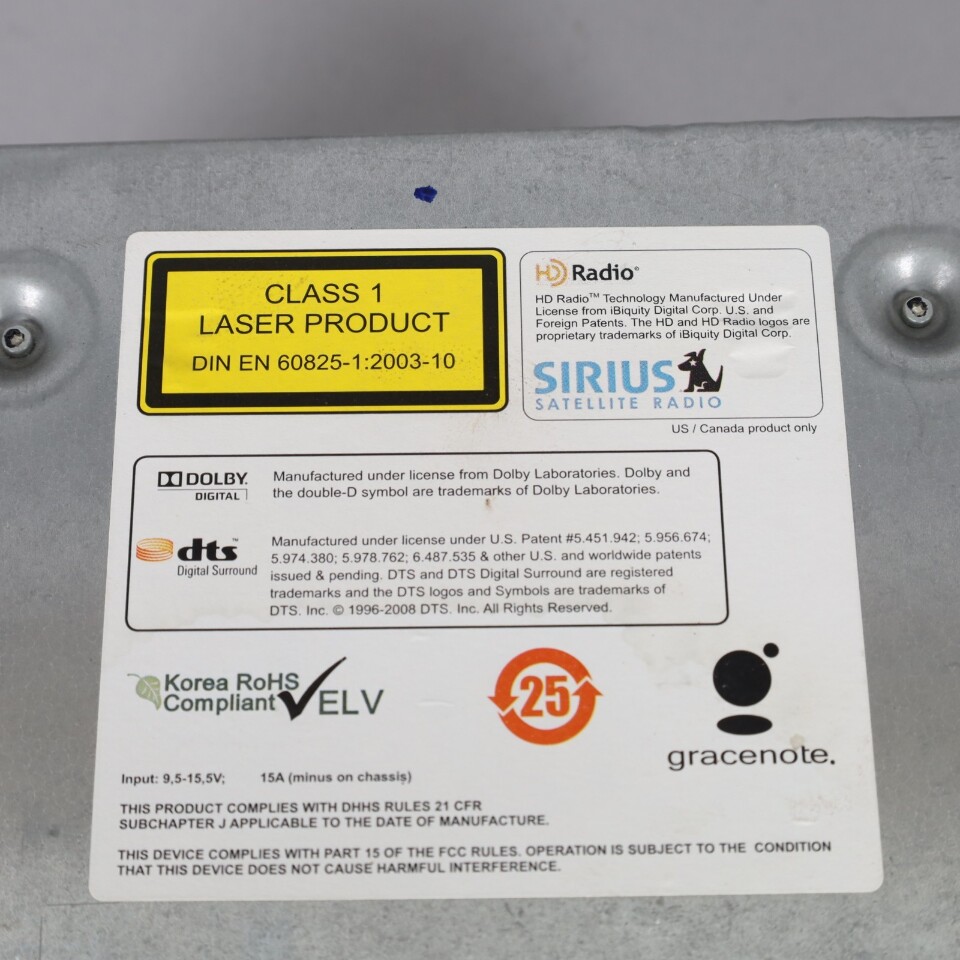 CLASS 1
LASER PRODUCT
DIN EN 60825-1:2003-10
HD Radio®
HD Radio™ Technology Manufactured Under
License from iBiquity Digital Corp. U.S. and
Foreign Patents. The HD and HD Radio logos are
proprietary trademarks of iBiquity Digital Corp.
SIRIUS
SATELLITE RADIO
US / Canada product only
DOLBY
DIGITAL
Manufactured under license from Dolby Laboratories. Dolby and
the double-D symbol are trademarks of Dolby Laboratories.
dts™
Digital Surround
Manufactured under license under U.S. Patent #5.451.942; 5.956.674;
5.974.380; 5.978.762; 6.487.535 & other U.S. and worldwide patents
issued & pending. DTS and DTS Digital Surround are registered
trademarks and the DTS logos and Symbols are trademarks of
DTS. Inc. © 1996-2008 DTS. Inc. All Rights Reserved.
Korea RoHS
Compliant
ELV
25
gracenote.
Input: 9,5-15,5V; 15A (minus on chassis)
THIS PRODUCT COMPLIES WITH DHHS RULES 21 CFR
SUBCHAPTER J APPLICABLE TO THE DATE OF MANUFACTURE.
THIS DEVICE COMPLIES WITH PART 15 OF THE FCC RULES. OPERATION IS SUBJECT TO THE CONDITION
THAT THIS DEVICE DOES NOT CAUSE HARMFUL INTERFERENCE.